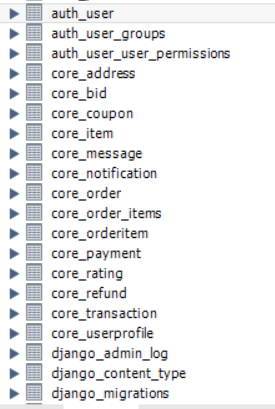 auth_user
auth_user_groups
auth_user_user_permissions
core_address
core_bid
core_coupon
core_item
core_message
core_notification
core_order
core_order_items
core_orderitem
core_payment
core_rating
core_refund
core_transaction
core_userprofile
django_admin_log
django_content_type
django_migrations